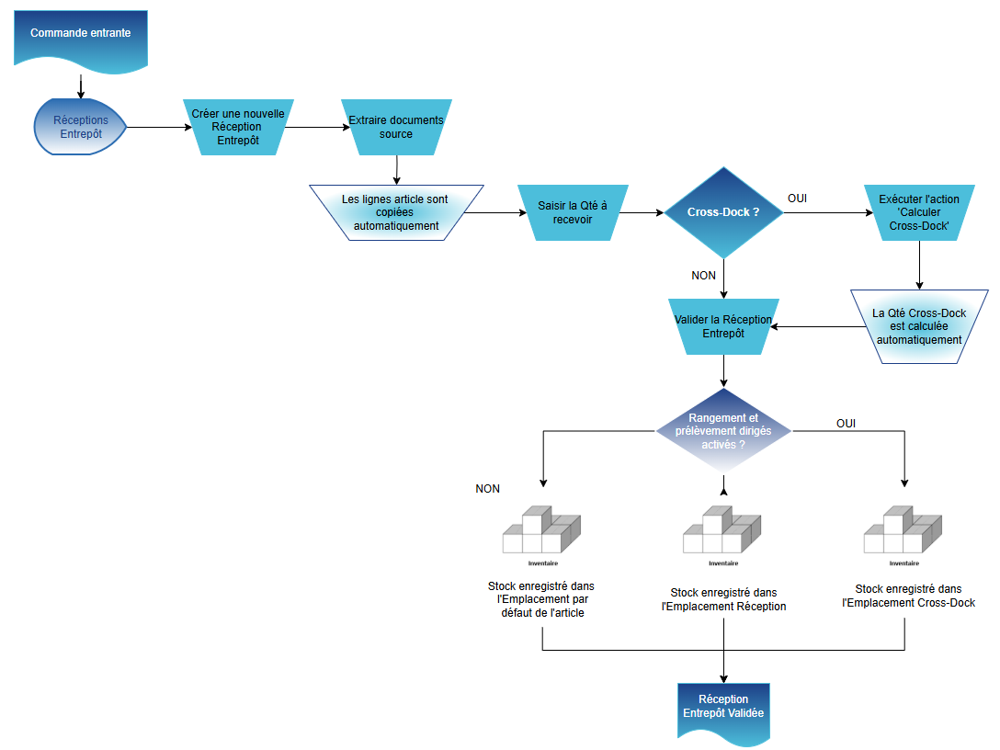 Commande entrante
Réceptions
Entrepôt
Créer une nouvelle
Réception
Entrepôt
Extraire documents
source
Les lignes article sont
copiées
automatiquement
Saisir la Qté à
recevoir
Cross-Dock ?
OUI
Exécuter l'action
'Calculer
Cross-Dock'
NON
La Qté Cross-Dock
est calculée
automatiquement
Valider la Réception
Entrepôt
Rangement et
prélèvement dirigés
activés ?
OUI
NON
Inventaire
Inventaire
Inventaire
Stock enregistré dans
l'Emplacement par
défaut de l'article
Stock enregistré dans
l'Emplacement Réception
Stock enregistré dans
l'Emplacement Cross-Dock
Réception
Entrepôt Validée